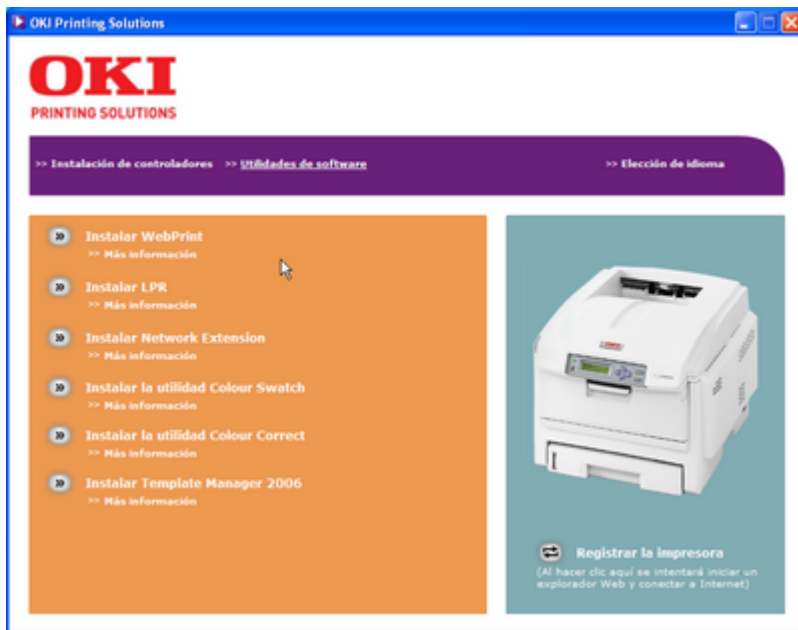 OKI Printing Solutions
OKI
PRINTING SOLUTIONS
>> Instalación de controladores >> Utilidades de software >> Elección de idioma
Instalar WebPrint
>> Más información
Instalar LPR
>> Más información
Instalar Network Extension
>> Más información
Instalar la utilidad Colour Swatch
>> Más información
Instalar la utilidad Colour Correct
>> Más información
Instalar Template Manager 2006
>> Más información
Registrar la impresora
(Al hacer clic aquí se intentará iniciar un
explorador Web y conectar a Internet)